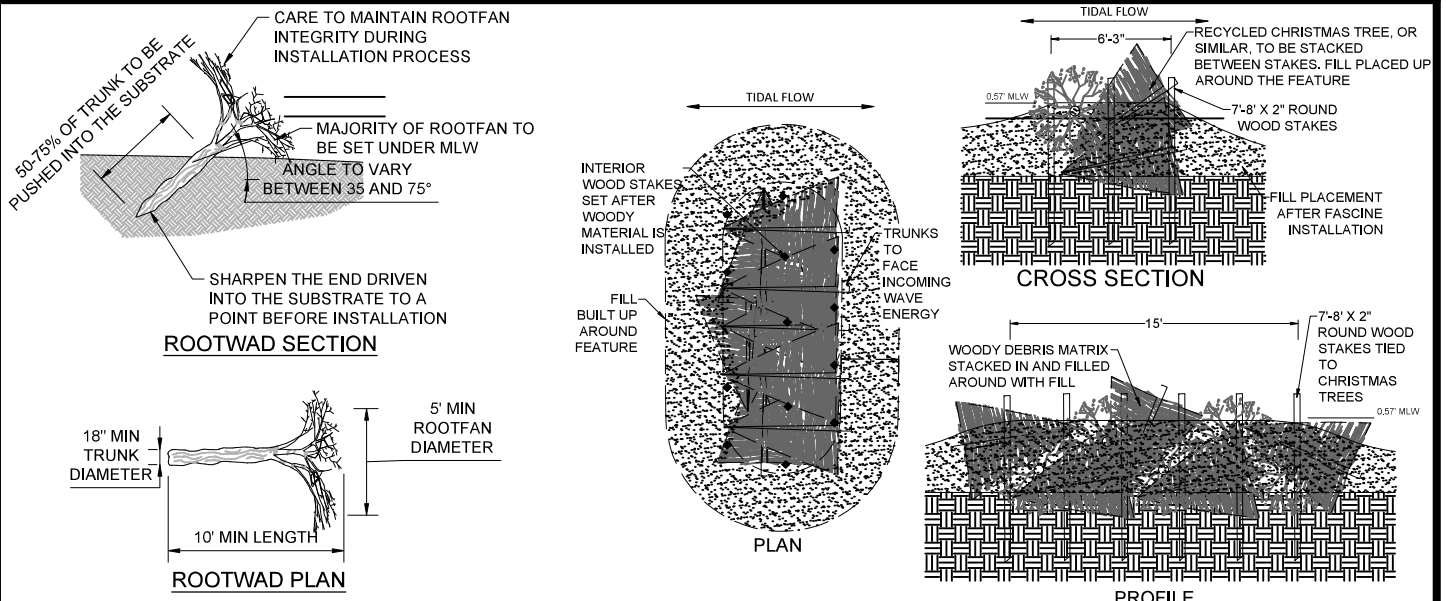 CARE TO MAINTAIN ROOTFAN
INTEGRITY DURING
INSTALLATION PROCESS
50-75% OF TRUNK TO BE
PUSHED INTO THE SUBSTRATE
MAJORITY OF ROOTFAN TO
BE SET UNDER MLW
ANGLE TO VARY
BETWEEN 35 AND 75°
SHARPEN THE END DRIVEN
INTO THE SUBSTRATE TO A
POINT BEFORE INSTALLATION
ROOTWAD SECTION
18" MIN
TRUNK
DIAMETER
5' MIN
ROOTFAN
DIAMETER
10' MIN LENGTH
ROOTWAD PLAN
TIDAL FLOW
INTERIOR
WOOD STAKES
SET AFTER
WOODY
MATERIAL IS
INSTALLED
TRUNKS
TO
FACE
INCOMING
WAVE
ENERGY
FILL
BUILT UP
AROUND
FEATURE
PLAN
TIDAL FLOW
6'-3"
RECYCLED CHRISTMAS TREE, OR
SIMILAR, TO BE STACKED
BETWEEN STAKES. FILL PLACED UP
AROUND THE FEATURE
0.57' MLW
7'-8' X 2" ROUND
WOOD STAKES
FILL PLACEMENT
AFTER FASCINE
INSTALLATION
CROSS SECTION
15'
7'-8' X 2"
ROUND WOOD
STAKES TIED
TO
CHRISTMAS
TREES
WOODY DEBRIS MATRIX
STACKED IN AND FILLED
AROUND WITH FILL
0.57' MLW
PROFILE